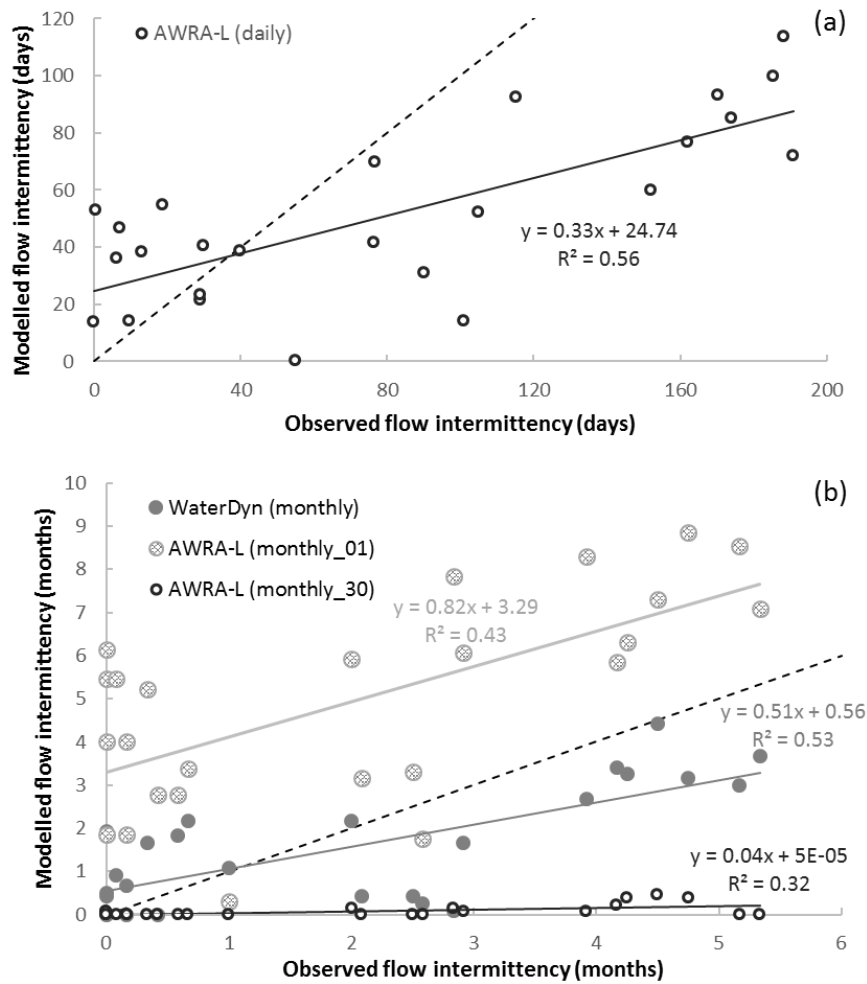 (a)
AWRA-L (daily)
Modelled flow intermittency (days)
120
100
80
60
40
20
0
y = 0.33x + 24.74
R² = 0.56
0 40 80 120 160 200
Observed flow intermittency (days)
(b)
WaterDyn (monthly)
AWRA-L (monthly_01)
AWRA-L (monthly_30)
Modelled flow intermittency (months)
10
9
8
7
6
5
4
3
2
1
0
y = 0.82x + 3.29
R² = 0.43
y = 0.51x + 0.56
R² = 0.53
y = 0.04x + 5E-05
R² = 0.32
0 1 2 3 4 5 6
Observed flow intermittency (months)